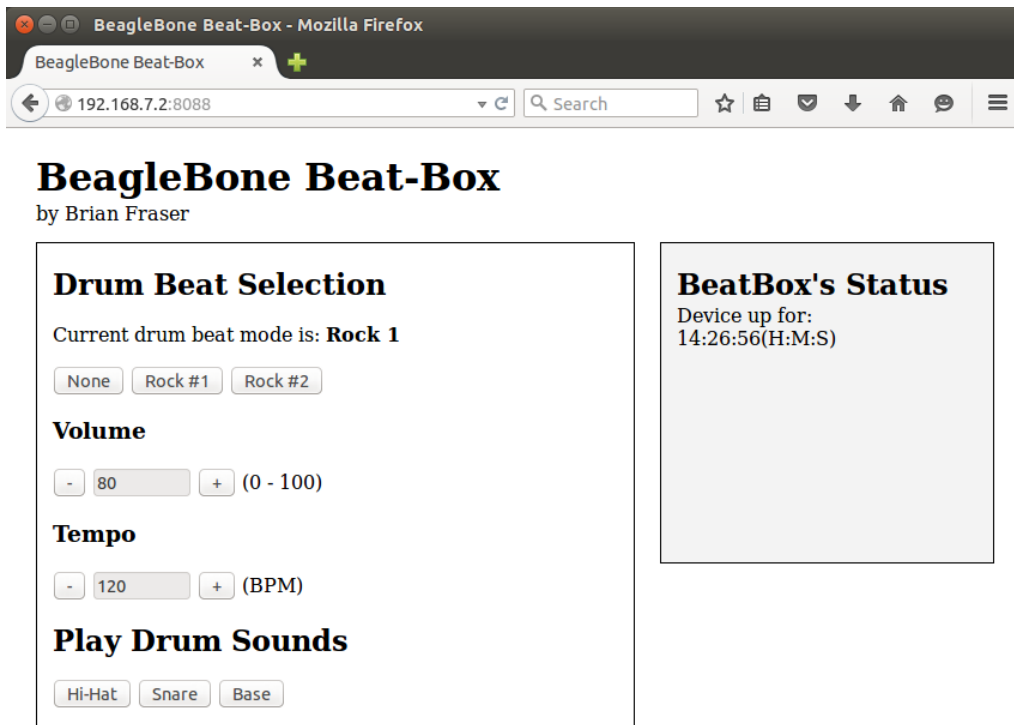 BeagleBone Beat-Box - Mozilla Firefox
BeagleBone Beat-Box
192.168.7.2:8088
Search
BeagleBone Beat-Box
by Brian Fraser
Drum Beat Selection
Current drum beat mode is: Rock 1
None Rock #1 Rock #2
Volume
- 80 + (0 - 100)
Tempo
- 120 + (BPM)
Play Drum Sounds
Hi-Hat Snare Base
BeatBox's Status
Device up for:
14:26:56(H:M:S)